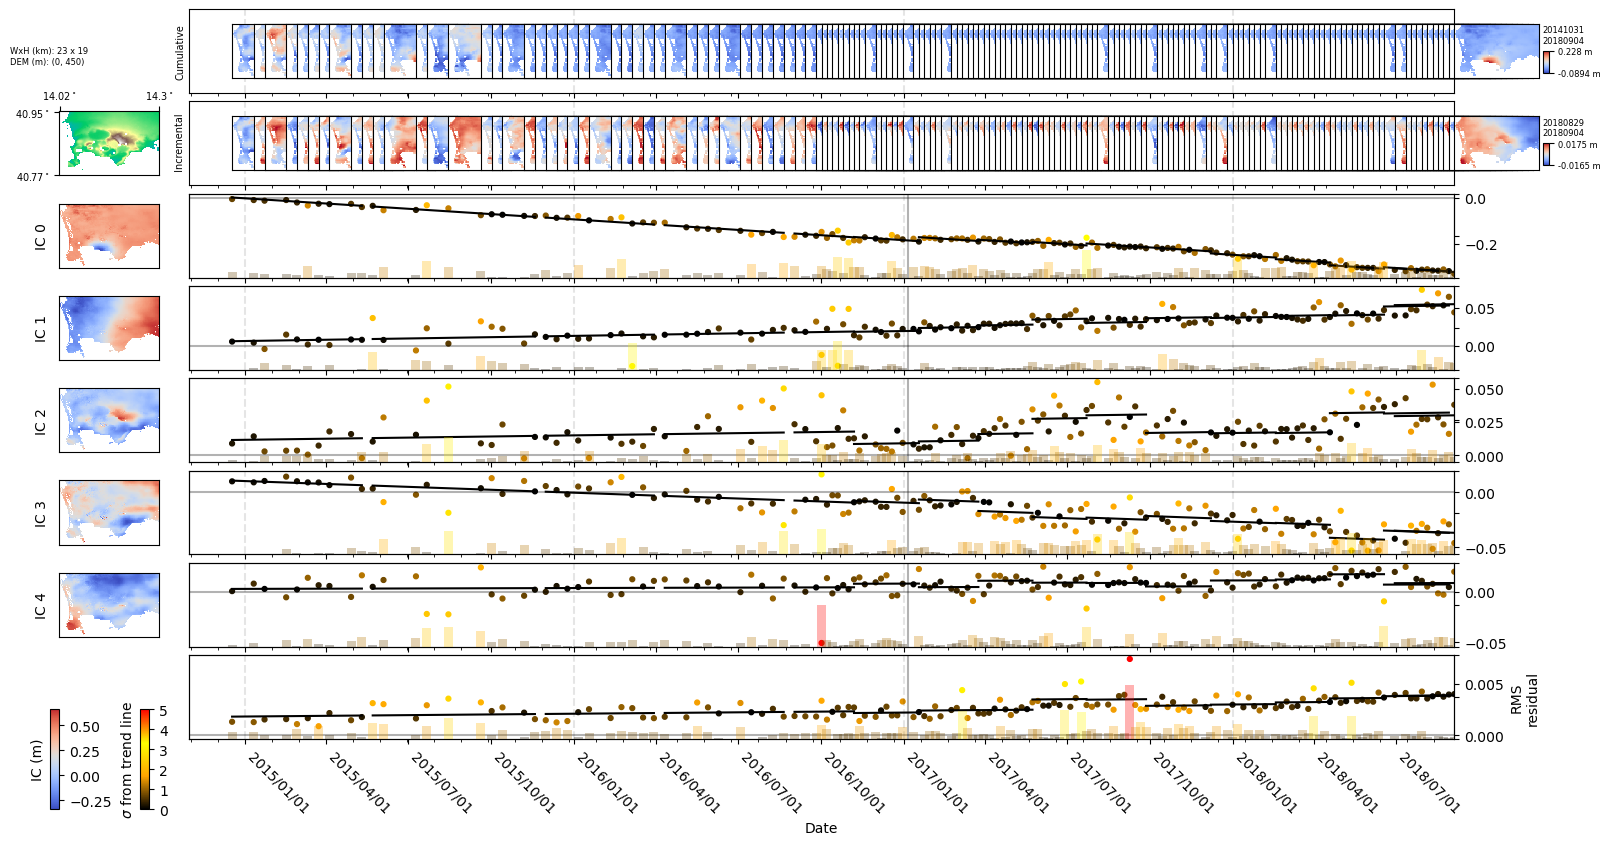 WxH (km): 23 x 19
DEM (m): (0, 450)
14.02°
14.3°
40.95°
40.77°
Cumulative
20141031
20180904
0.228 m
-0.0894 m
Incremental
20180829
20180904
0.0175 m
-0.0165 m
IC 0
0.0
−0.2
IC 1
0.05
0.00
IC 2
0.050
0.025
0.000
IC 3
0.00
−0.05
IC 4
0.00
−0.05
0.005
0.000
RMS
residual
IC (m)
0.50
0.25
0.00
−0.25
σ from trend line
5
4
3
2
1
0
2015/01/01
2015/04/01
2015/07/01
2015/10/01
2016/01/01
2016/04/01
2016/07/01
2016/10/01
2017/01/01
2017/04/01
2017/07/01
2017/10/01
2018/01/01
2018/04/01
2018/07/01
Date